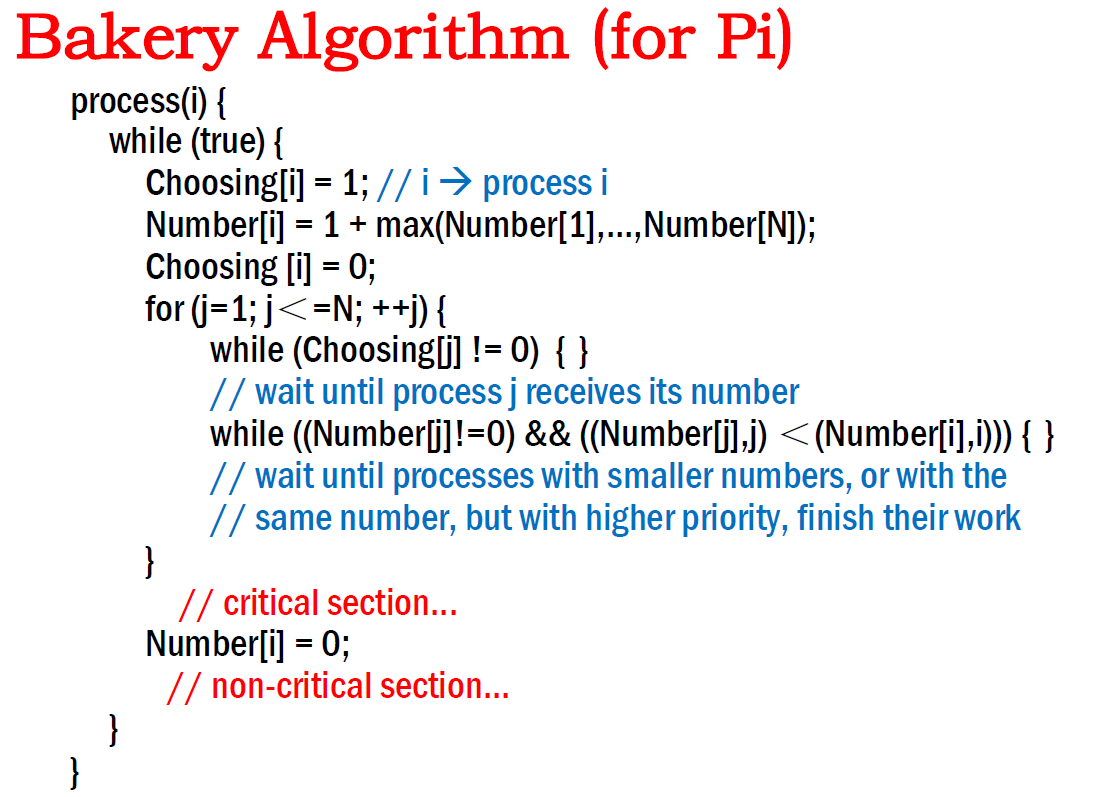 Bakery Algorithm (for Pi)
process(i) {
while (true) {
Choosing[i] = 1; // i → process i
Number[i] = 1 + max(Number[1],...,Number[N]);
Choosing [i] = 0;
for (j=1; j<=N; ++j) {
while (Choosing[j] != 0) { }
// wait until process j receives its number
while ((Number[j]!=0) && ((Number[j],j) <(Number[i],i))) { }
// wait until processes with smaller numbers, or with the
// same number, but with higher priority, finish their work
}
// critical section...
Number[i] = 0;
// non-critical section...
}
}